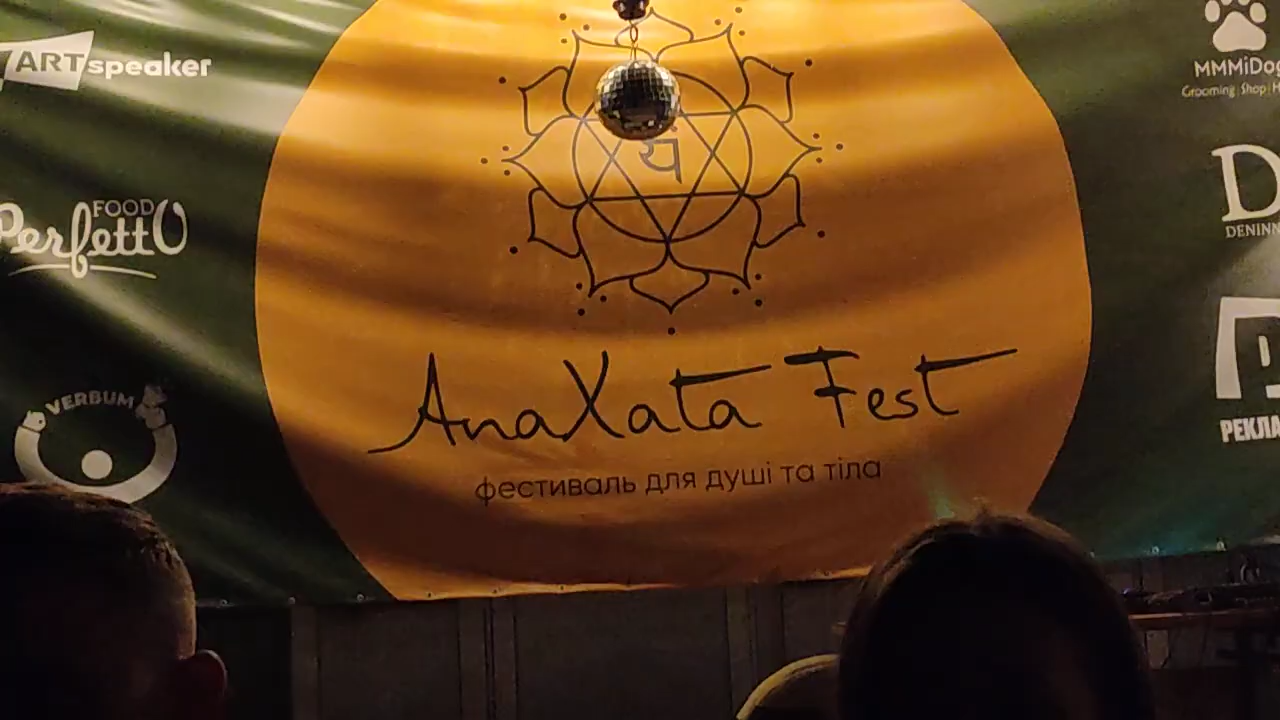 ARTspeaker
FOOD
Perfetto
VERBUM
यं
AnaXata Fest
фестиваль для душі та тіла
MMMiDog
Grooming | Shop | H
D
DENINN
РЕКЛА